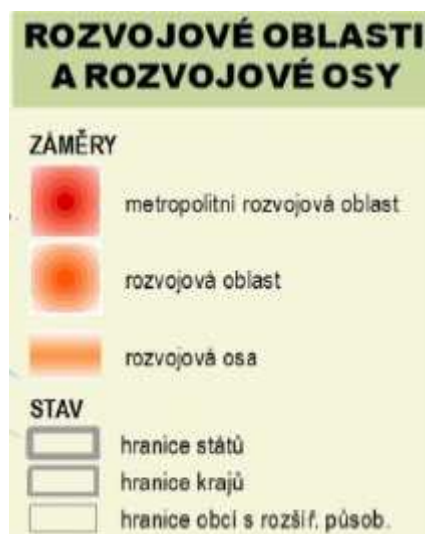 ROZVOJOVÉ OBLASTI
A ROZVOJOVÉ OSY
ZÁMĚRY
metropolitní rozvojová oblast
rozvojová oblast
rozvojová osa
STAV
hranice států
hranice krajů
hranice obcí s rozšíř. působ.